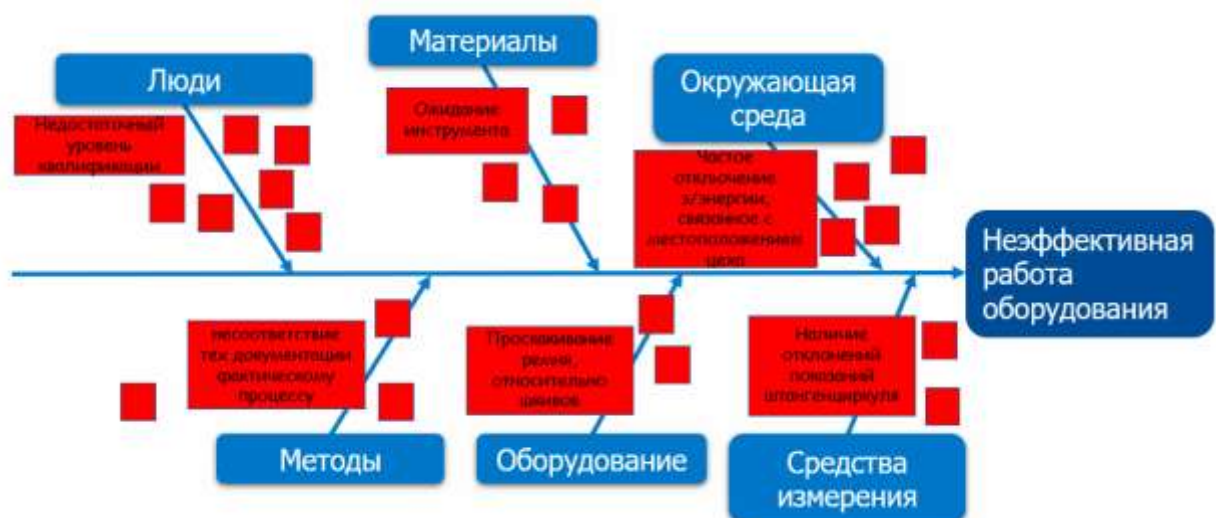 Материалы
Люди
Окружающая
среда
Недостаточный
уровень
квалификации
Ожидание
инструмента
Частое
отключение
э/энергии,
связанное с
местоположением
цеха
Неэффективная
работа
оборудования
несоответствие
тех документации
фактическому
процессу
Проскакивание
ремня,
относительно
шкивов
Наличие
отклонений
показаний
штангенциркуля
Методы
Оборудование
Средства
измерения